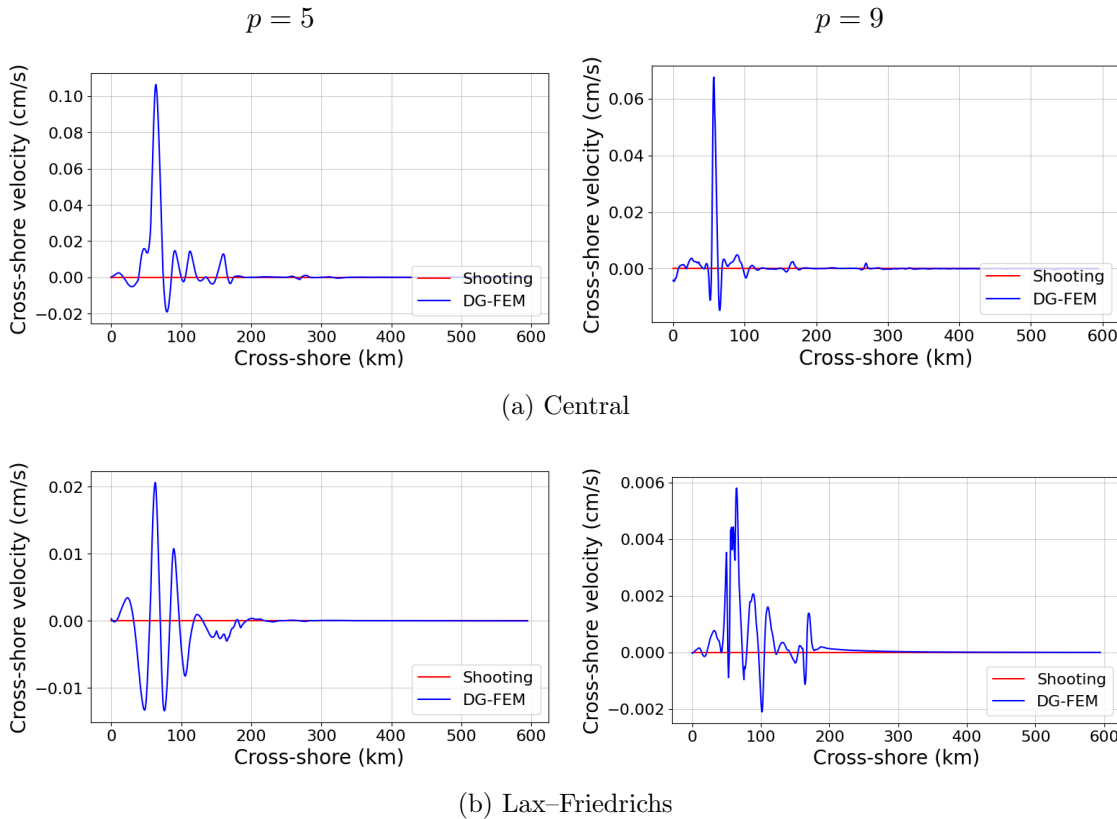 p = 5
p = 9
Cross-shore velocity (cm/s)
0.10
0.08
0.06
0.04
0.02
0.00
−0.02
0 100 200 300 400 500 600
Cross-shore (km)
Shooting
DG-FEM
Cross-shore velocity (cm/s)
0.06
0.04
0.02
0.00
0 100 200 300 400 500 600
Cross-shore (km)
Shooting
DG-FEM
(a) Central
Cross-shore velocity (cm/s)
0.02
0.01
0.00
−0.01
0 100 200 300 400 500 600
Cross-shore (km)
Shooting
DG-FEM
Cross-shore velocity (cm/s)
0.006
0.004
0.002
0.000
−0.002
0 100 200 300 400 500 600
Cross-shore (km)
Shooting
DG-FEM
(b) Lax–Friedrichs